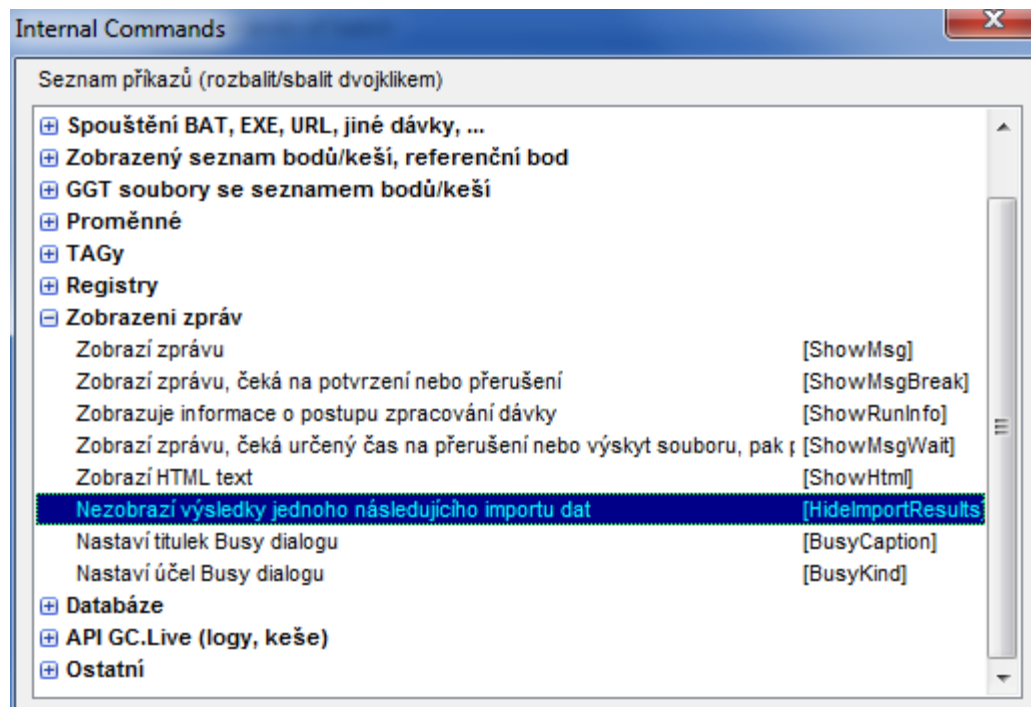 Internal Commands
Seznam příkazů (rozbalit/sbalit dvojklikem)
Spouštění BAT, EXE, URL, jiné dávky, ...
Zobrazený seznam bodů/keší, referenční bod
GGT soubory se seznamem bodů/keší
Proměnné
TAGy
Registry
Zobrazeni zpráv
Zobrazí zprávu [ShowMsg]
Zobrazí zprávu, čeká na potvrzení nebo přerušení [ShowMsgBreak]
Zobrazuje informace o postupu zpracování dávky [ShowRunInfo]
Zobrazí zprávu, čeká určený čas na přerušení nebo výskyt souboru, pak [ShowMsgWait]
Zobrazí HTML text [ShowHtml]
Nezobrazí výsledky jednoho následujícího importu dat [HideImportResults
Nastaví titulek Busy dialogu [BusyCaption]
Nastaví účel Busy dialogu [BusyKind]
Databáze
API GC.Live (logy, keše)
Ostatní